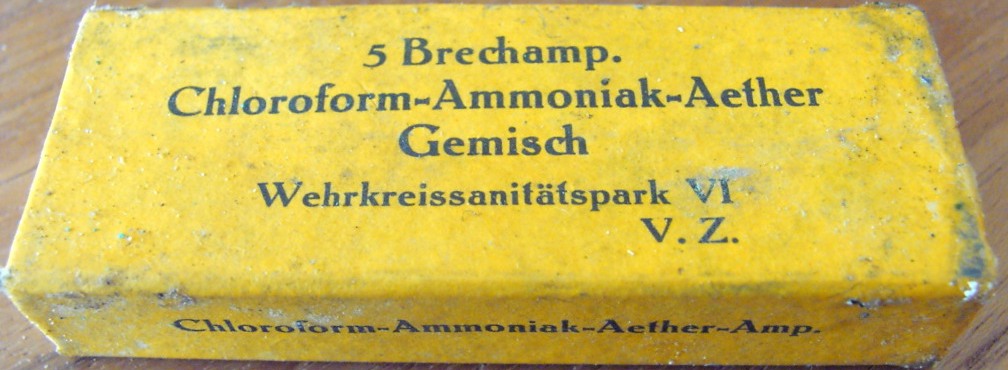 5 Brechamp.
Chloroform-Ammoniak-Aether
Gemisch
Wehrkreissanitätspark VI
V. Z.
Chloroform-Ammoniak-Aether-Amp.